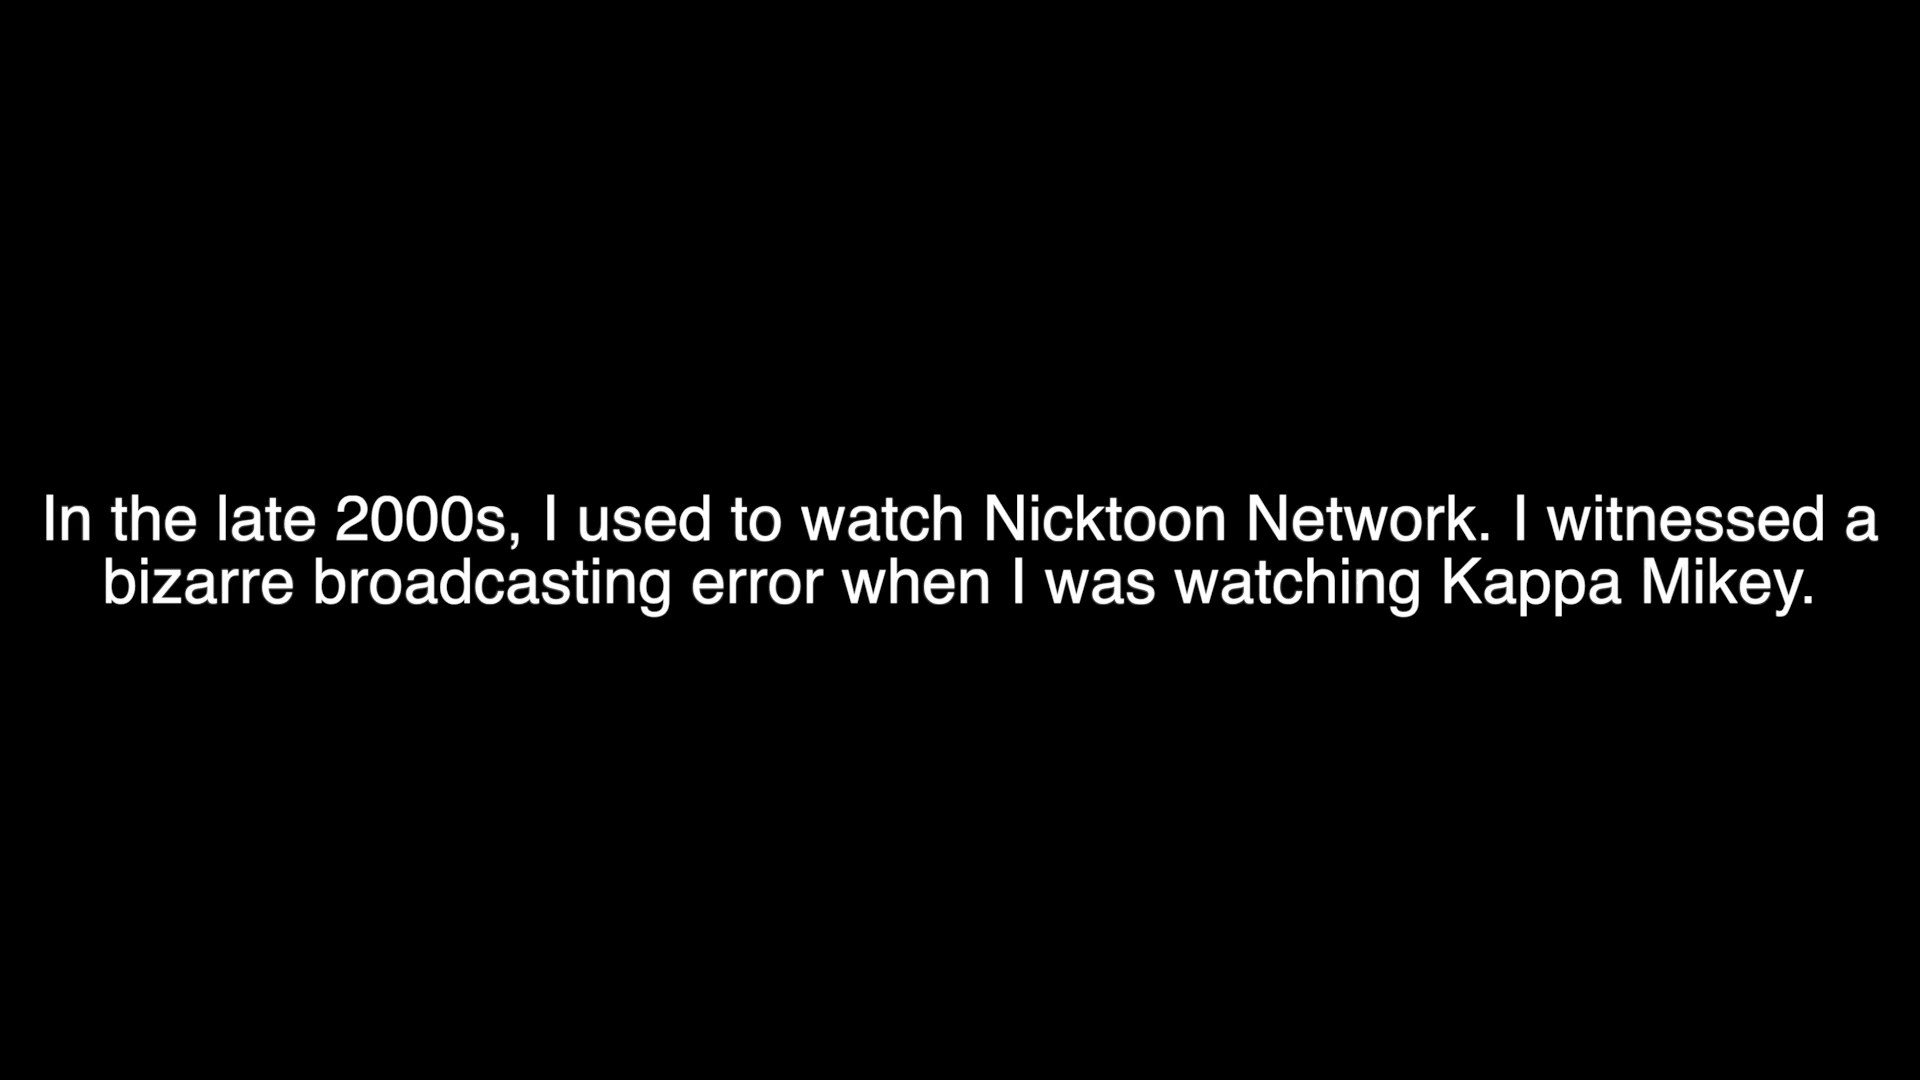 In the late 2000s, I used to watch Nicktoon Network. I witnessed a
bizarre broadcasting error when I was watching Kappa Mikey.